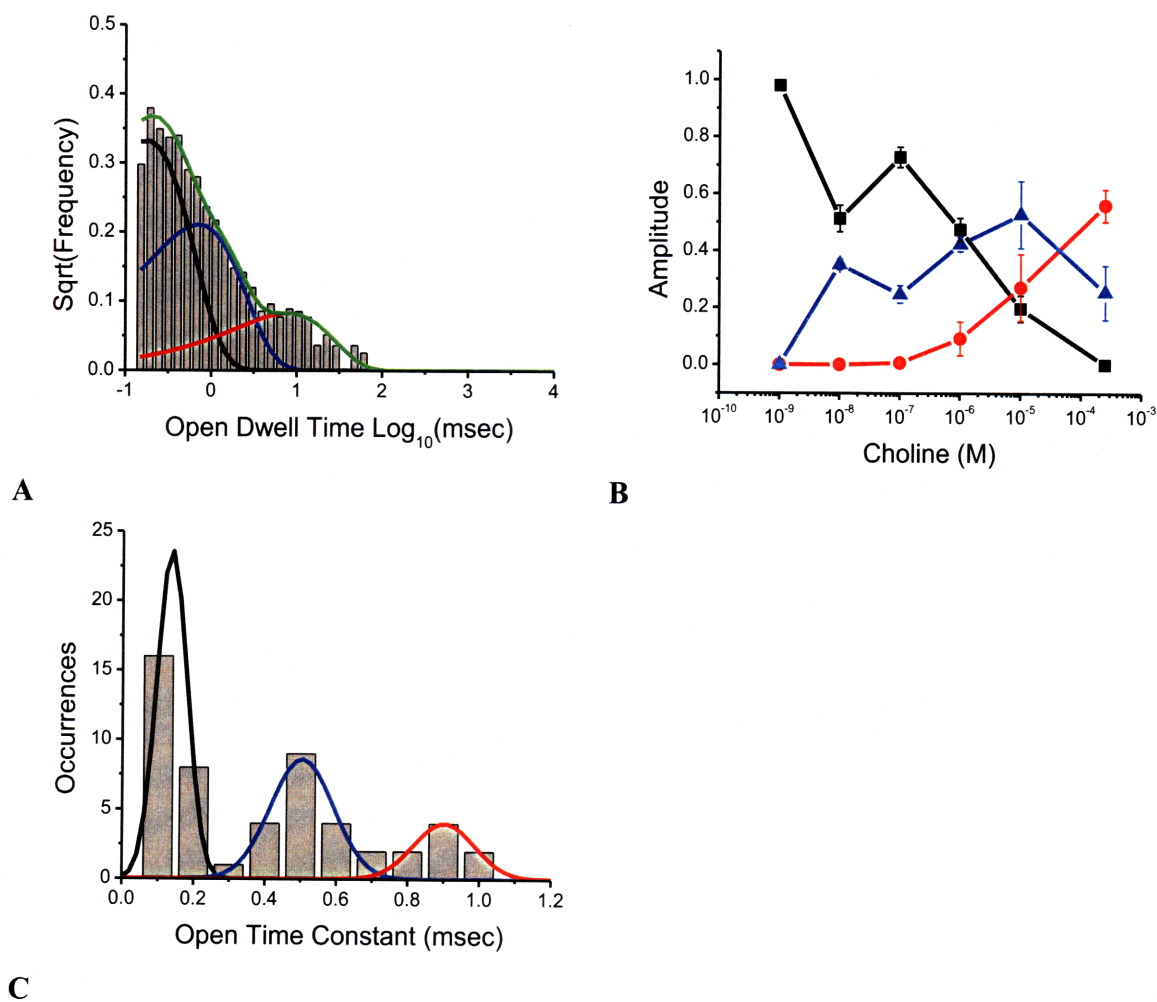 0.5
0.4
0.3
0.2
0.1
0.0
Sqrt(Frequency)
-1 0 1 2 3 4
Open Dwell Time Log10(msec)
A
1.0
0.8
0.6
0.4
0.2
0.0
Amplitude
10-10 10-9 10-8 10-7 10-6 10-5 10-4 10-3
Choline (M)
B
25
20
15
10
5
0
Occurrences
0.0 0.2 0.4 0.6 0.8 1.0 1.2
Open Time Constant (msec)
C